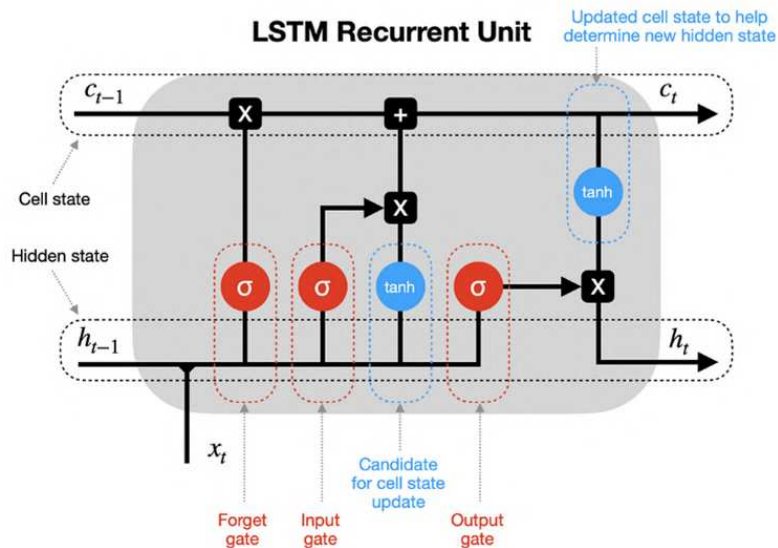 LSTM Recurrent Unit
Updated cell state to help
determine new hidden state
c_{t-1}
c_t
X
+
Cell state
X
tanh
Hidden state
σ
σ
tanh
σ
X
h_{t-1}
h_t
x_t
Candidate
for cell state
update
Forget
gate
Input
gate
Output
gate